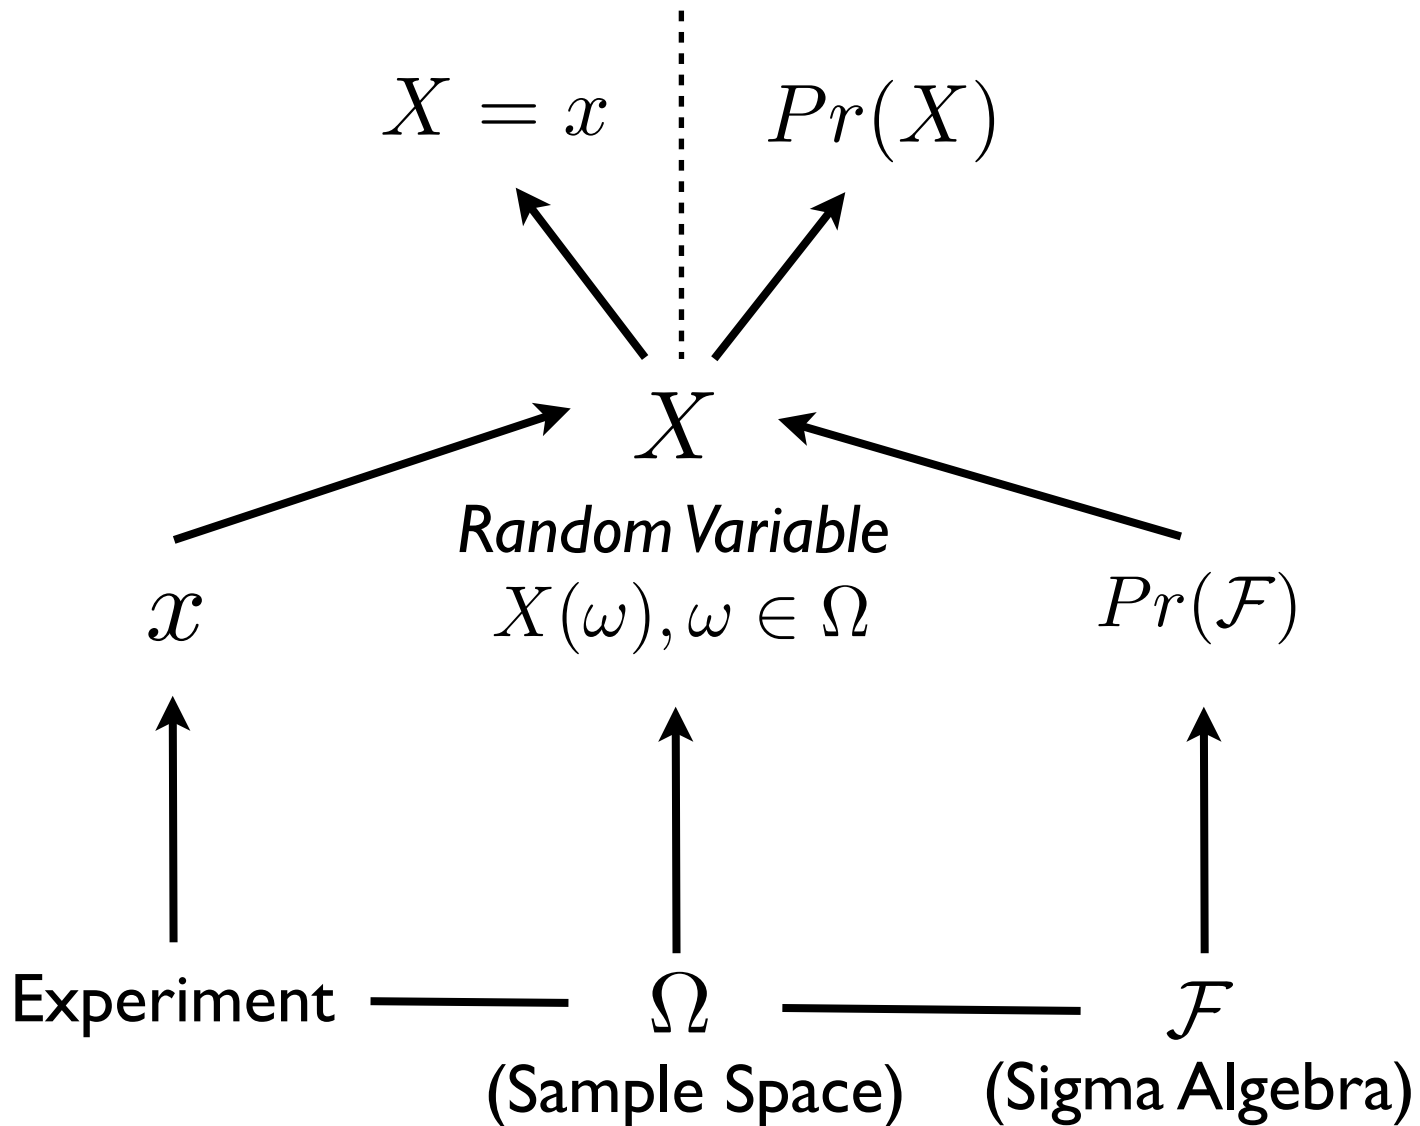 X = x
Pr(X)
X
Random Variable
X(ω), ω ∈ Ω
x
Pr(ℱ)
Experiment
Ω
(Sample Space)
ℱ
(Sigma Algebra)